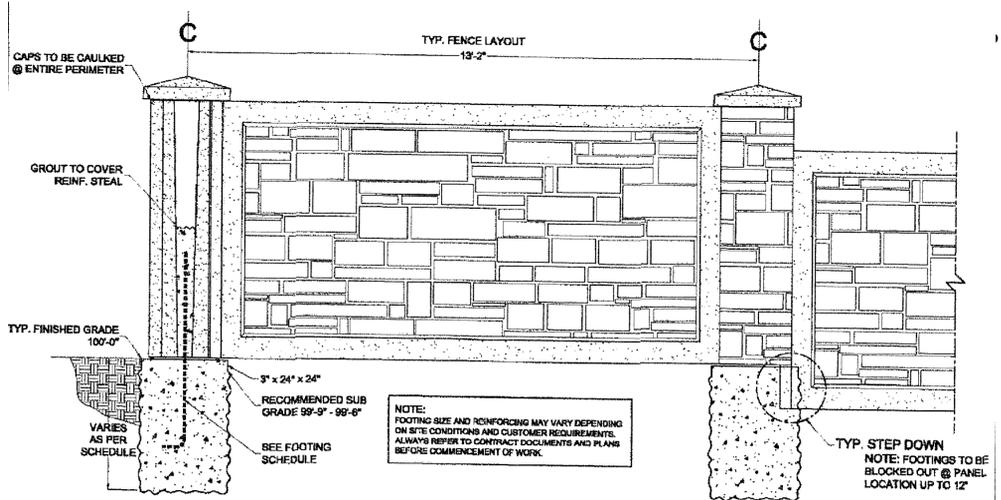 C
TYP. FENCE LAYOUT
13'-2"
C
CAPS TO BE CAULKED
@ ENTIRE PERIMETER
GROUT TO COVER
REINF. STEAL
TYP. FINISHED GRADE
100'-0"
3" x 24" x 24"
RECOMMENDED SUB
GRADE 99'-9" - 99'-6"
VARIES
AS PER
SCHEDULE
SEE FOOTING
SCHEDULE
NOTE:
FOOTING SIZE AND REINFORCING MAY VARY DEPENDING
ON SITE CONDITIONS AND CUSTOMER REQUIREMENTS.
ALWAYS REFER TO CONTRACT DOCUMENTS AND PLANS
BEFORE COMMENCEMENT OF WORK.
TYP. STEP DOWN
NOTE: FOOTINGS TO BE
BLOCKED OUT @ PANEL
LOCATION UP TO 12"